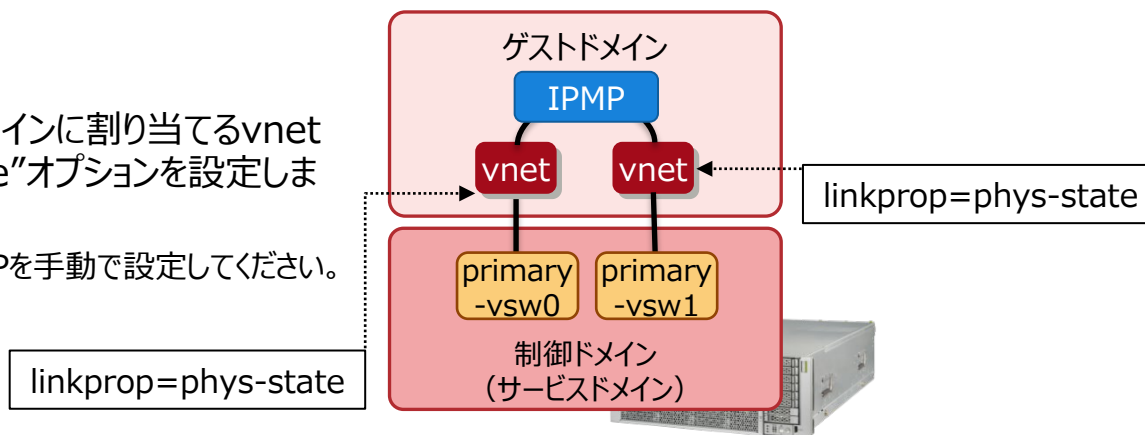 ゲストドメイン
IPMP
インに割り当てるvnet
e”オプションを設定しま
vnet
vnet
linkprop=phys-state
Pを手動で設定してください。
primary
-vsw0
primary
-vsw1
制御ドメイン
（サービスドメイン）
linkprop=phys-state